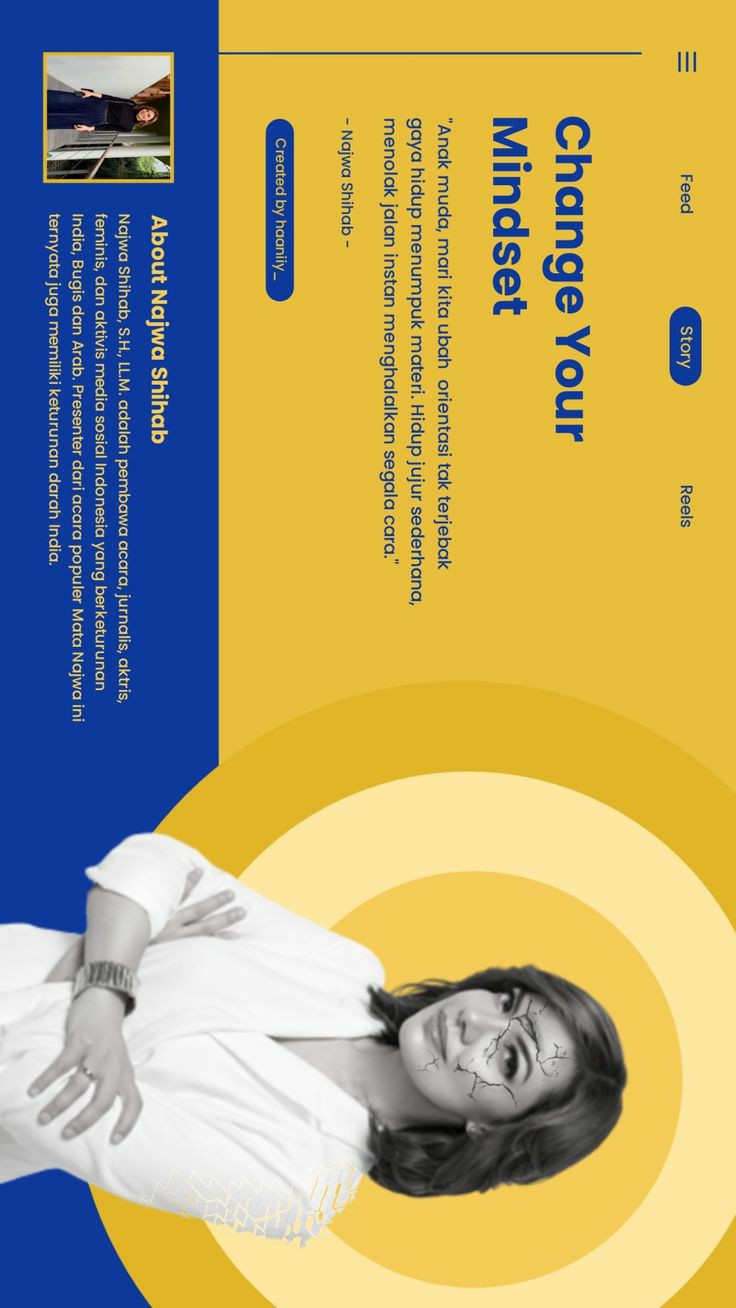 Feed Story Reels
Change Your
Mindset
"Anak muda, mari kita ubah orientasi tak terjebak
gaya hidup menumpuk materi. Hidup jujur sederhana,
menolak jalan instan menghalalkan segala cara."
- Najwa Shihab -
Created by haaniiy_
About Najwa Shihab
Najwa Shihab, S.H., LL.M. adalah pembawa acara, jurnalis, aktris,
feminis, dan aktivis media sosial Indonesia yang berketurunan
India, Bugis dan Arab. Presenter dari acara populer Mata Najwa ini
ternyata juga memiliki keturunan darah India.